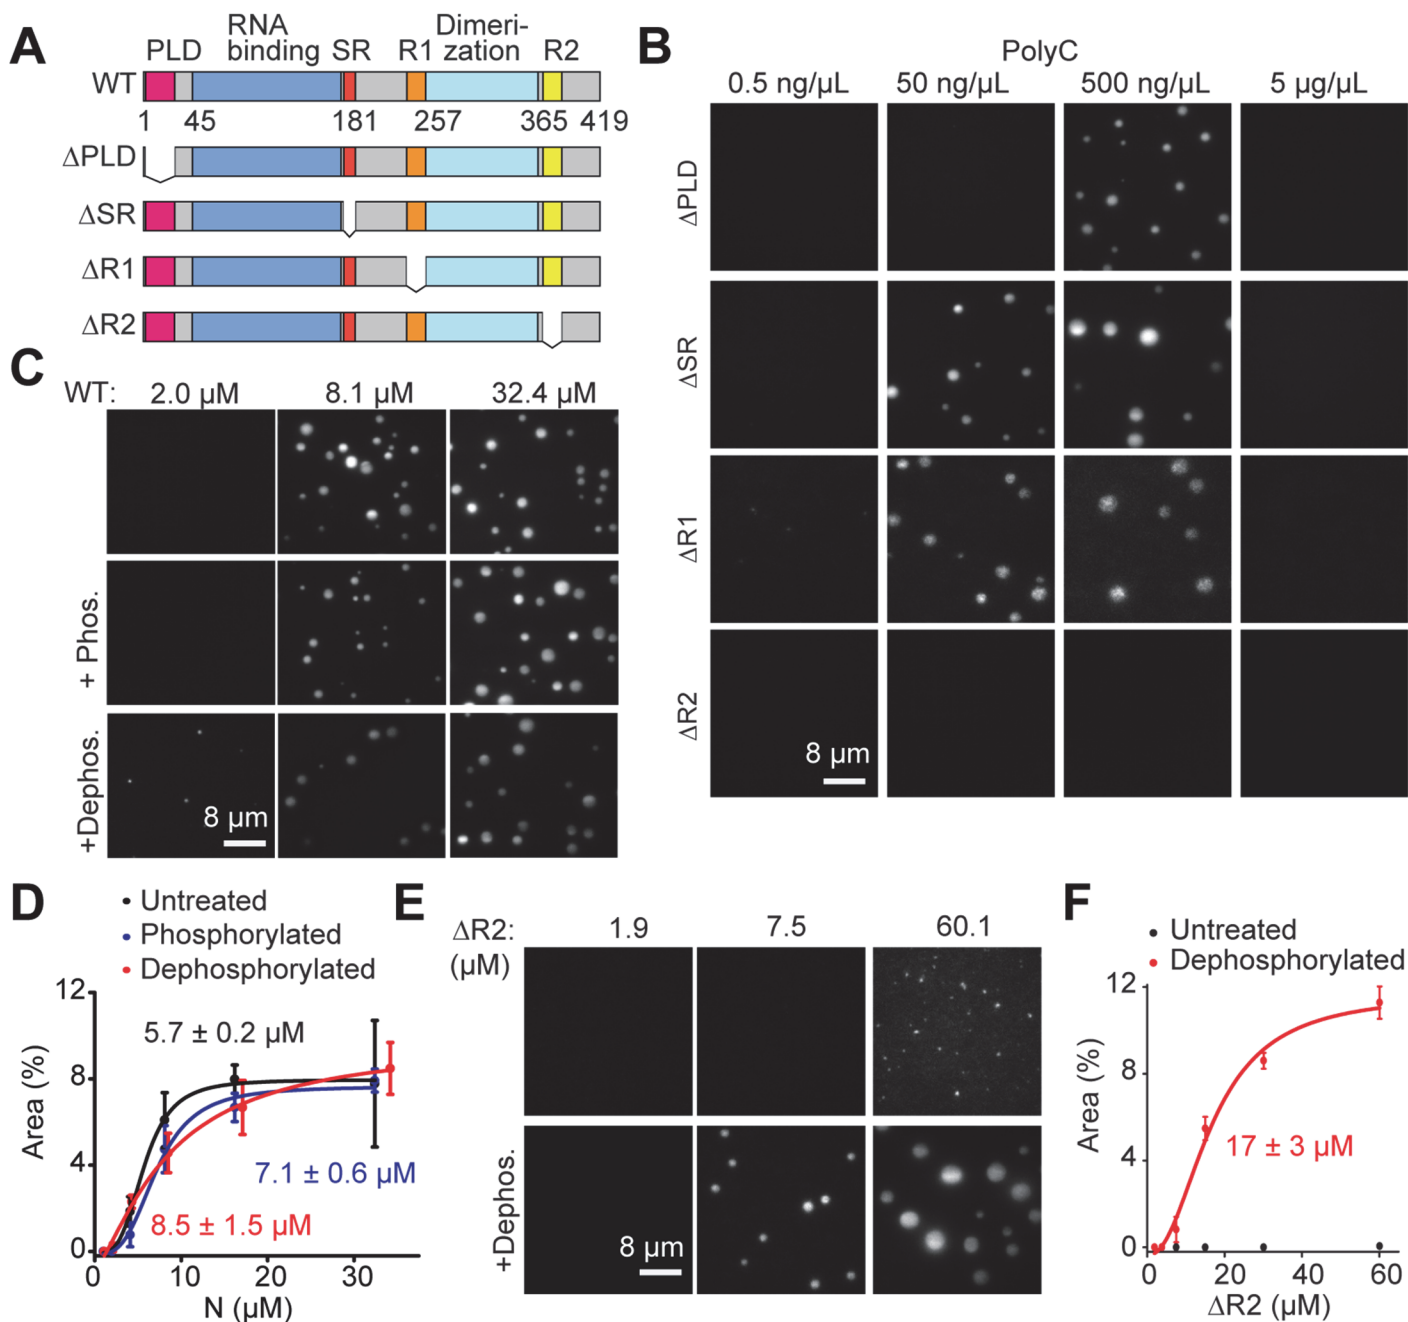 A
RNA Dimeri-
PLD binding SR R1 zation R2
WT
1 45 181 257 365 419
ΔPLD
ΔSR
ΔR1
ΔR2
B
PolyC
0.5 ng/µL 50 ng/µL 500 ng/µL 5 µg/µL
ΔPLD
ΔSR
ΔR1
ΔR2
8 µm
C
WT: 2.0 µM 8.1 µM 32.4 µM
+ Phos.
+Dephos.
8 µm
D
Untreated
Phosphorylated
Dephosphorylated
12
8
4
0
Area (%)
5.7 ± 0.2 µM
7.1 ± 0.6 µM
8.5 ± 1.5 µM
0 10 20 30
N (µM)
E
ΔR2: 1.9 7.5 60.1
(µM)
+Dephos.
8 µm
F
Untreated
Dephosphorylated
12
8
4
0
Area (%)
17 ± 3 µM
0 20 40 60
ΔR2 (µM)